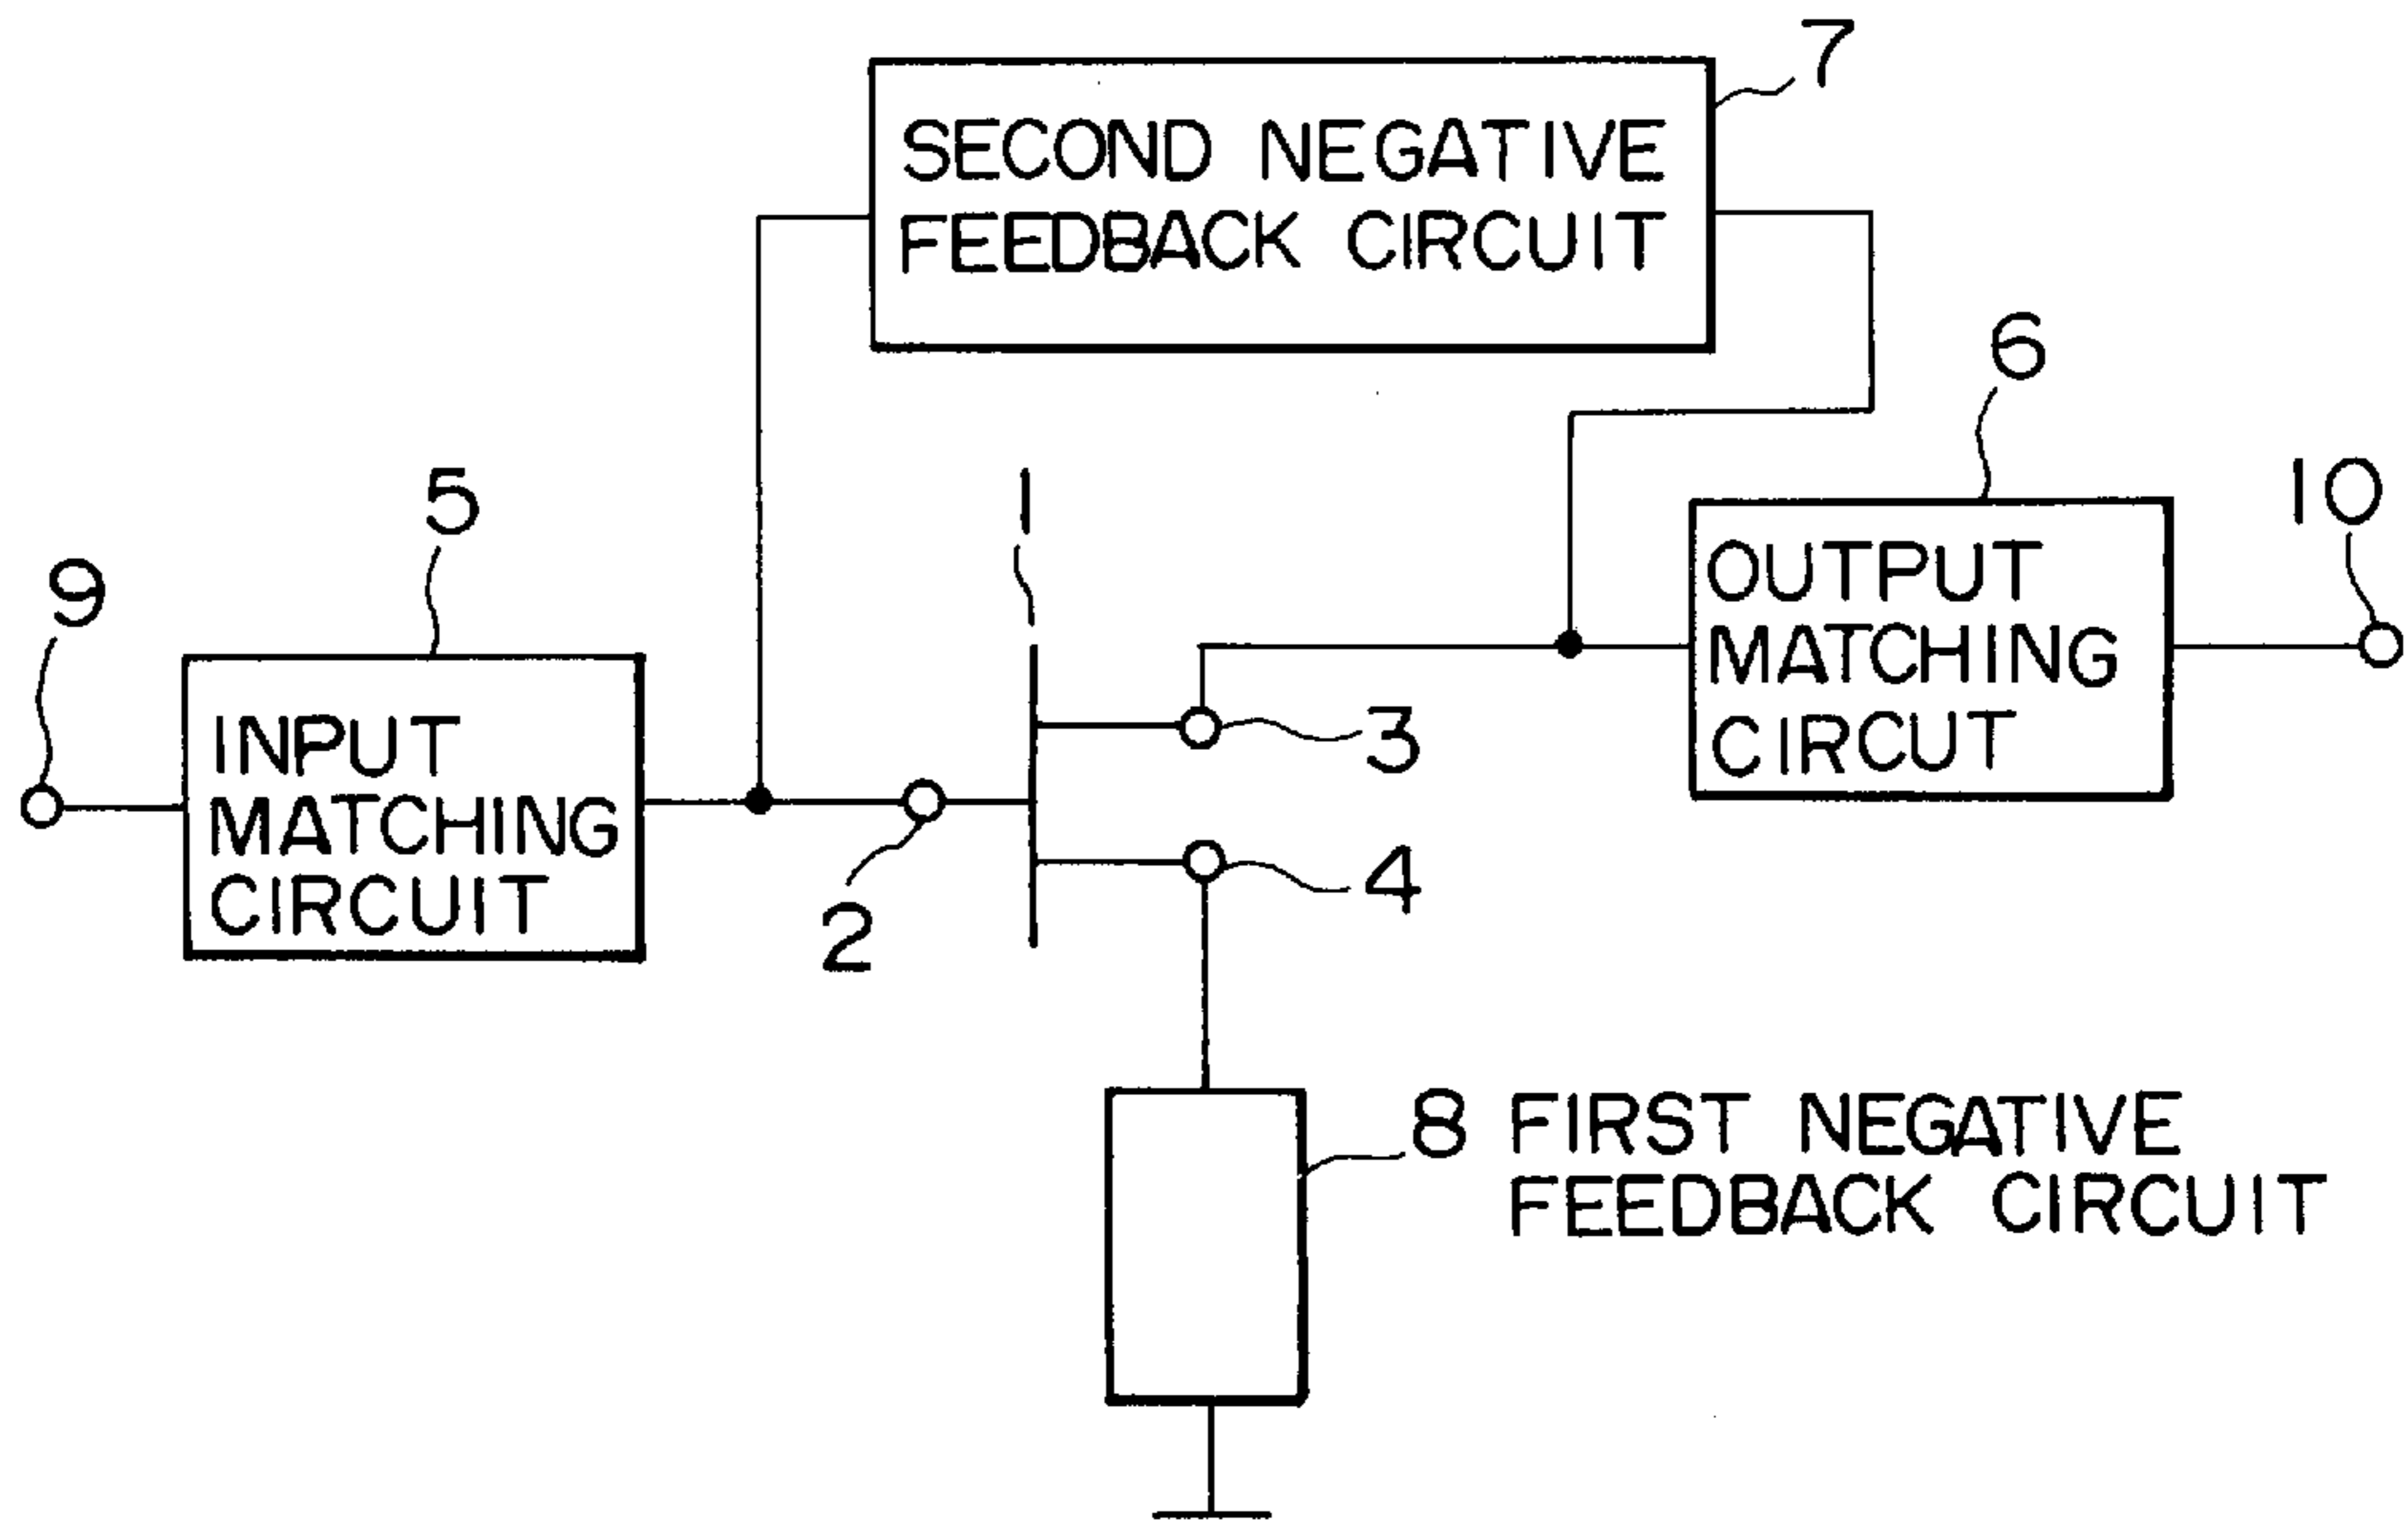 7
SECOND NEGATIVE
FEEDBACK CIRCUIT
6
5
1
10
9
OUTPUT
MATCHING
CIRCUT
INPUT
MATCHING
CIRCUIT
3
2
4
8 FIRST NEGATIVE
FEEDBACK CIRCUIT